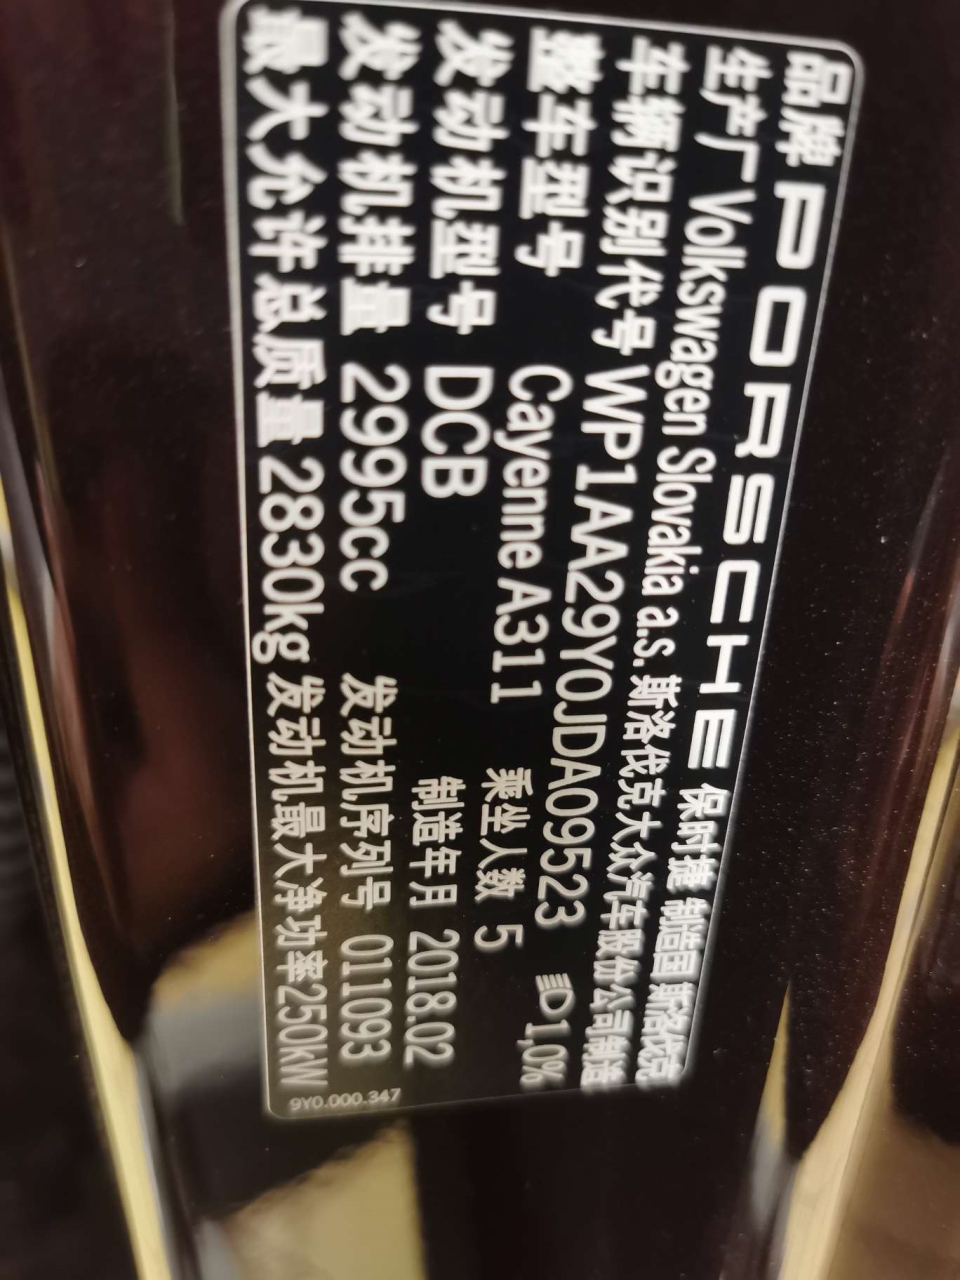 品牌 PORSCHE 保时捷 制造国 斯洛伐克
生产厂 Volkswagen Slovakia a.s. 斯洛伐克大众汽车股份公司制造
车辆识别代号 WP1AA29Y0JDA09523 1,0%
整车型号 Cayenne A311 乘坐人数 5
发动机型号 DCB 制造年月 2018.02
发动机排量 2995cc 发动机序列号 011093
最大允许总质量 2830kg 发动机最大净功率250kW
9Y0.000.347